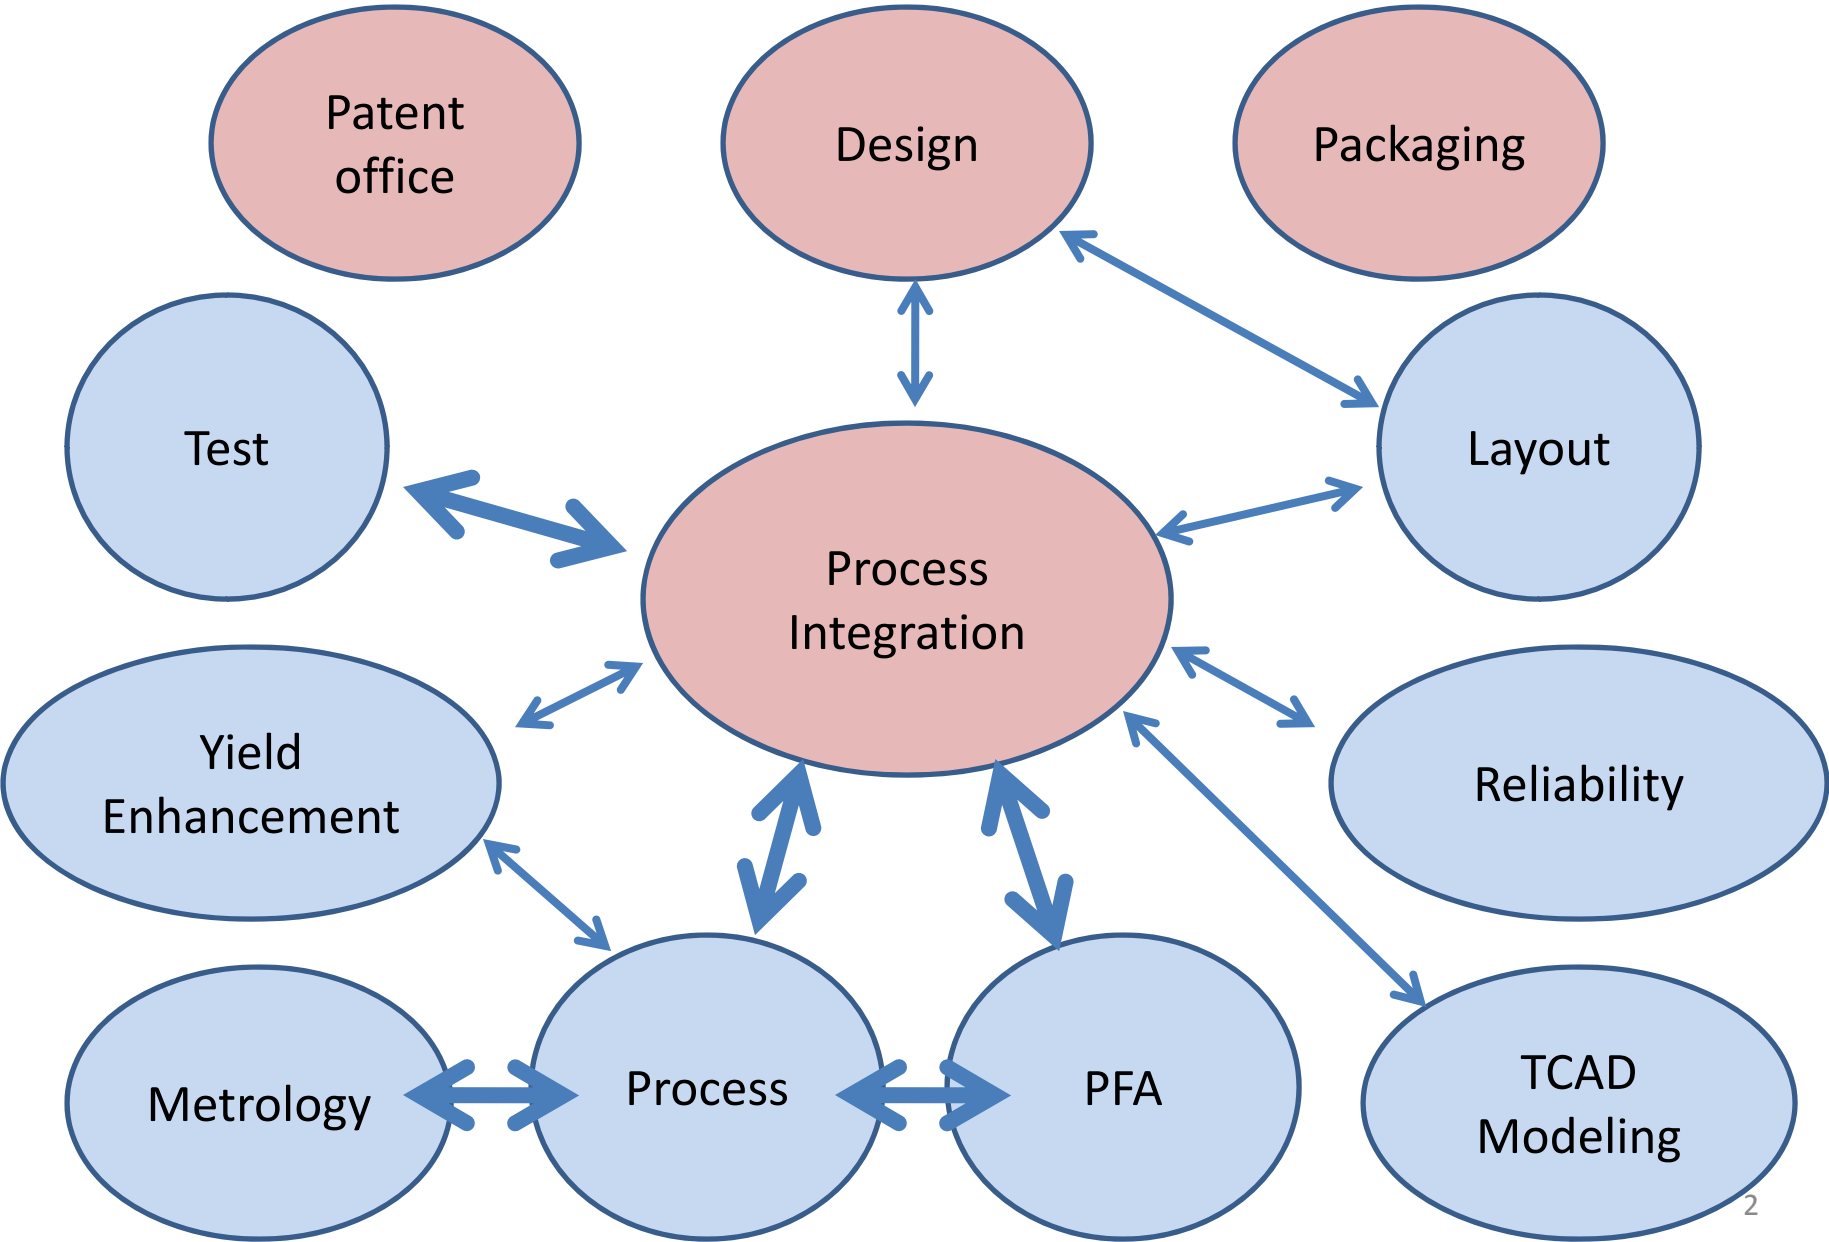 Patent
office
Design
Packaging
Test
Layout
Process
Integration
Yield
Enhancement
Reliability
Metrology
Process
PFA
TCAD
Modeling
2